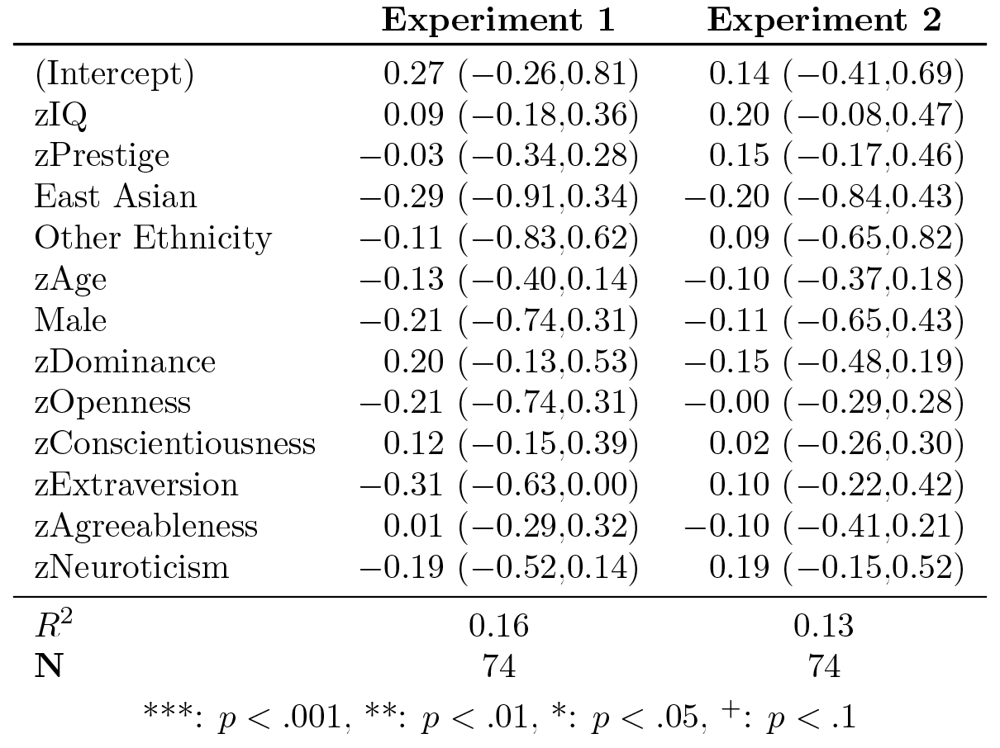 Experiment 1 Experiment 2
(Intercept) 0.27 (−0.26,0.81) 0.14 (−0.41,0.69)
zIQ 0.09 (−0.18,0.36) 0.20 (−0.08,0.47)
zPrestige −0.03 (−0.34,0.28) 0.15 (−0.17,0.46)
East Asian −0.29 (−0.91,0.34) −0.20 (−0.84,0.43)
Other Ethnicity −0.11 (−0.83,0.62) 0.09 (−0.65,0.82)
zAge −0.13 (−0.40,0.14) −0.10 (−0.37,0.18)
Male −0.21 (−0.74,0.31) −0.11 (−0.65,0.43)
zDominance 0.20 (−0.13,0.53) −0.15 (−0.48,0.19)
zOpenness −0.21 (−0.74,0.31) −0.00 (−0.29,0.28)
zConscientiousness 0.12 (−0.15,0.39) 0.02 (−0.26,0.30)
zExtraversion −0.31 (−0.63,0.00) 0.10 (−0.22,0.42)
zAgreeableness 0.01 (−0.29,0.32) −0.10 (−0.41,0.21)
zNeuroticism −0.19 (−0.52,0.14) 0.19 (−0.15,0.52)
R² 0.16 0.13
N 74 74
***: p < .001, **: p < .01, *: p < .05, ⁺: p < .1